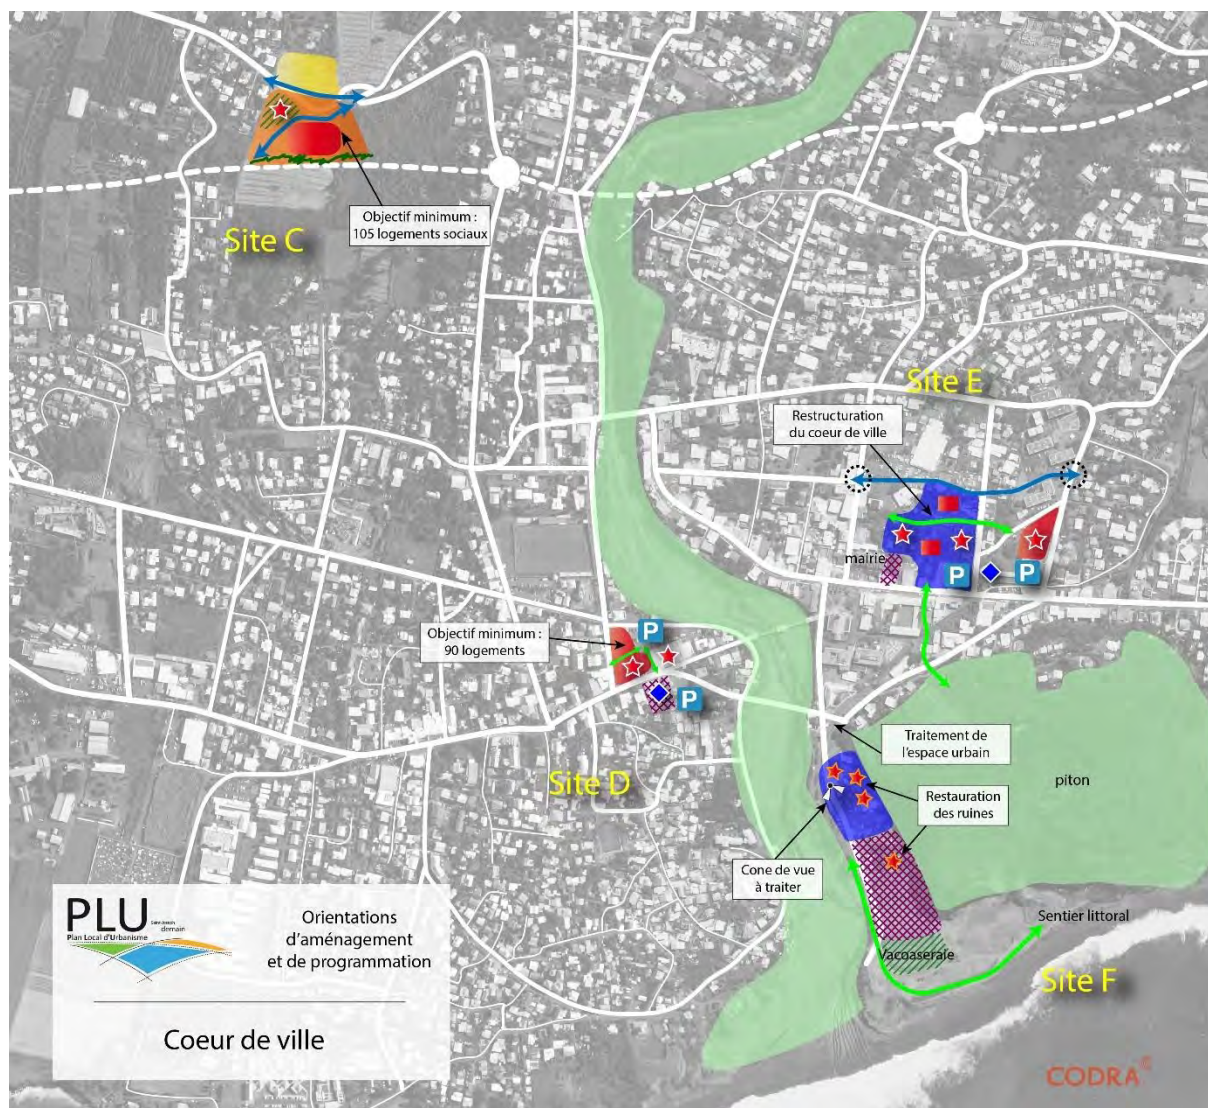 Objectif minimum :
105 logements sociaux
Site C
Site E
Restructuration
du coeur de ville
mairie
P
P
Objectif minimum :
90 logements
P
P
Traitement de
l'espace urbain
Site D
piton
Restauration
des ruines
Cone de vue
à traiter
Sentier littoral
Vacoaseraie
Site F
PLU
demain
Plan Local d'Urbanisme
Orientations
d'aménagement
et de programmation
Coeur de ville
CODRA